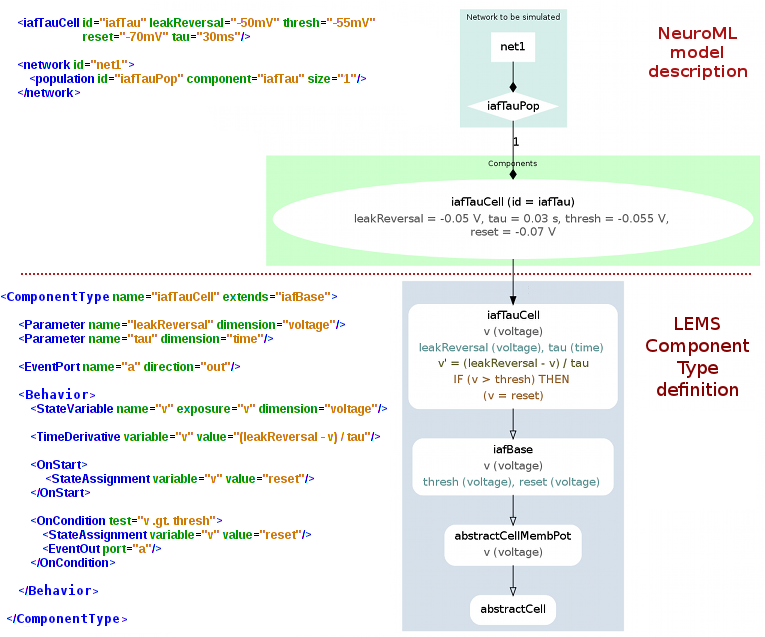 <iafTauCell id="iafTau" leakReversal="-50mV" thresh="-55mV"
reset="-70mV" tau="30ms"/>
<network id="net1">
<population id="iafTauPop" component="iafTau" size="1"/>
</network>
Network to be simulated
net1
iafTauPop
1
NeuroML
model
description
Components
iafTauCell (id = iafTau)
leakReversal = -0.05 V, tau = 0.03 s, thresh = -0.055 V,
reset = -0.07 V
<ComponentType name="iafTauCell" extends="iafBase">
<Parameter name="leakReversal" dimension="voltage"/>
<Parameter name="tau" dimension="time"/>
<EventPort name="a" direction="out"/>
<Behavior>
<StateVariable name="v" exposure="v" dimension="voltage"/>
<TimeDerivative variable="v" value="(leakReversal - v) / tau"/>
<OnStart>
<StateAssignment variable="v" value="reset"/>
</OnStart>
<OnCondition test="v .gt. thresh">
<StateAssignment variable="v" value="reset"/>
<EventOut port="a"/>
</OnCondition>
</Behavior>
</ComponentType>
iafTauCell
v (voltage)
leakReversal (voltage), tau (time)
v' = (leakReversal - v) / tau
IF (v > thresh) THEN
(v = reset)
iafBase
v (voltage)
thresh (voltage), reset (voltage)
abstractCellMembPot
v (voltage)
abstractCell
LEMS
Component
Type
definition